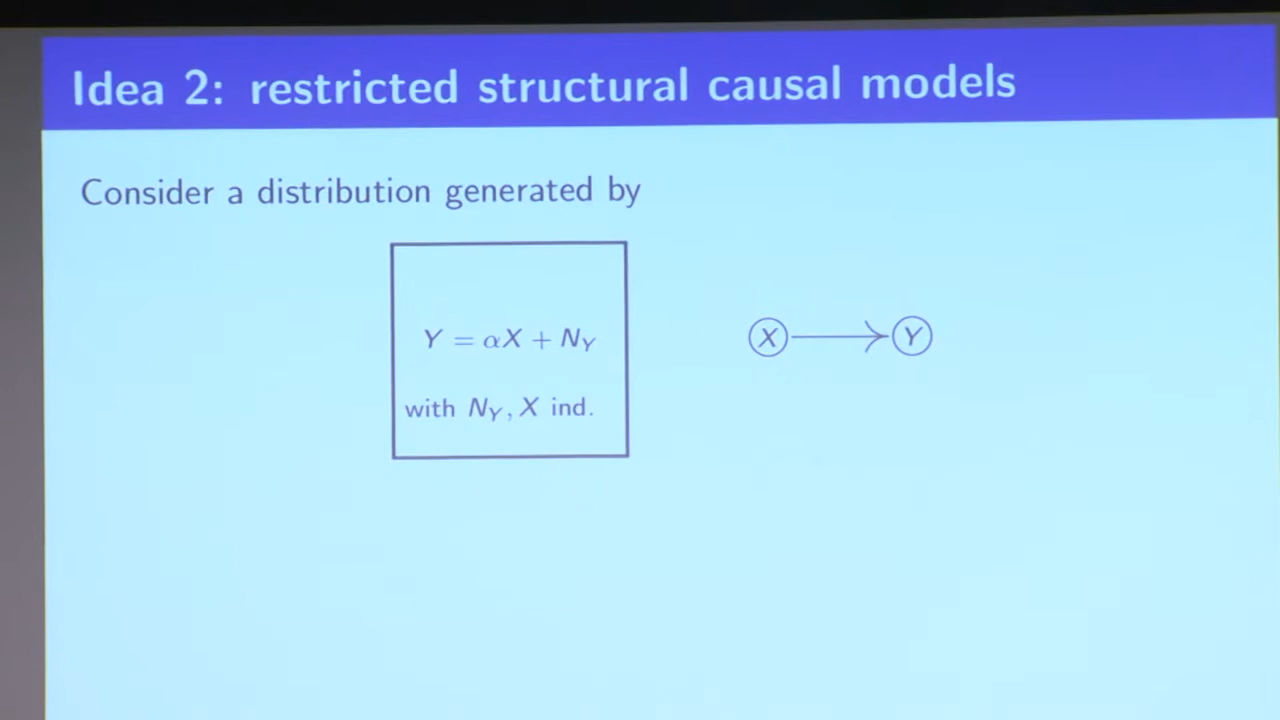 Idea 2: restricted structural causal models
Consider a distribution generated by
Y = αX + N_Y
X
Y
with N_Y, X ind.